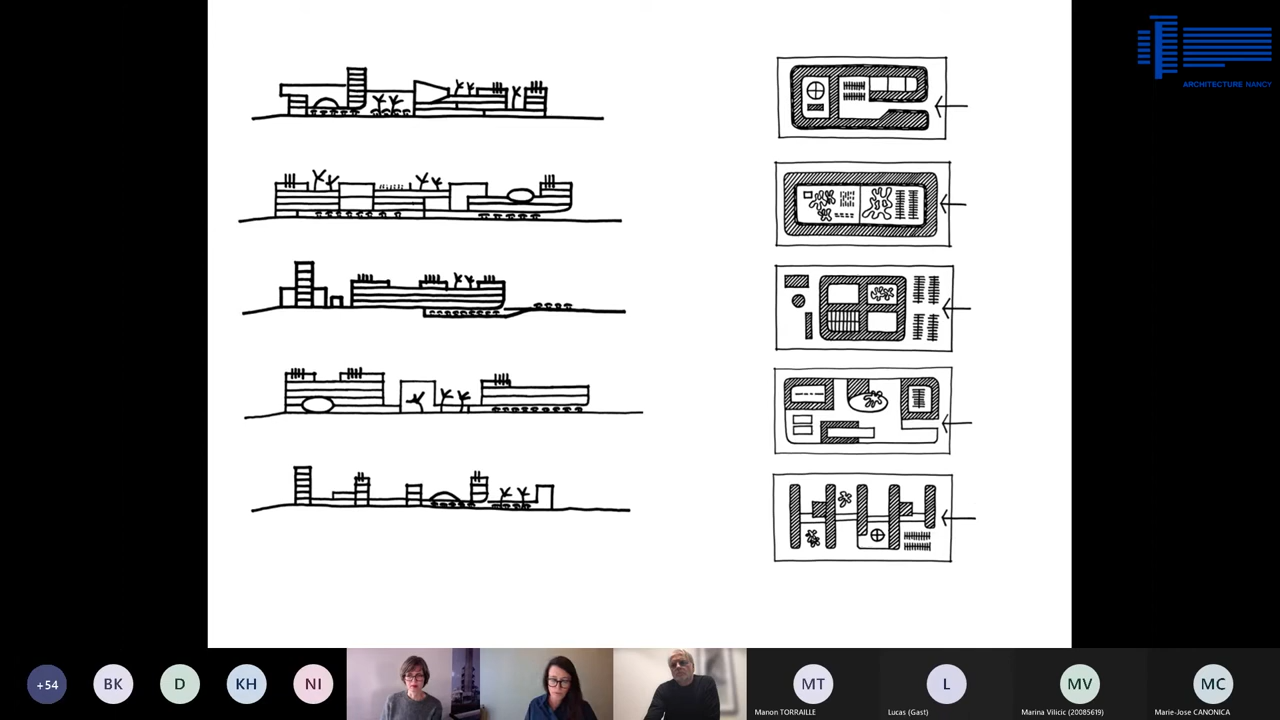 ARCHITECTURE NANCY
+54
BK
D
KH
NI
MT
L
MV
MC
Manon TORRAILLE
Lucas (Gast)
Marina Vilicic (20085619)
Marie-Jose CANONICA